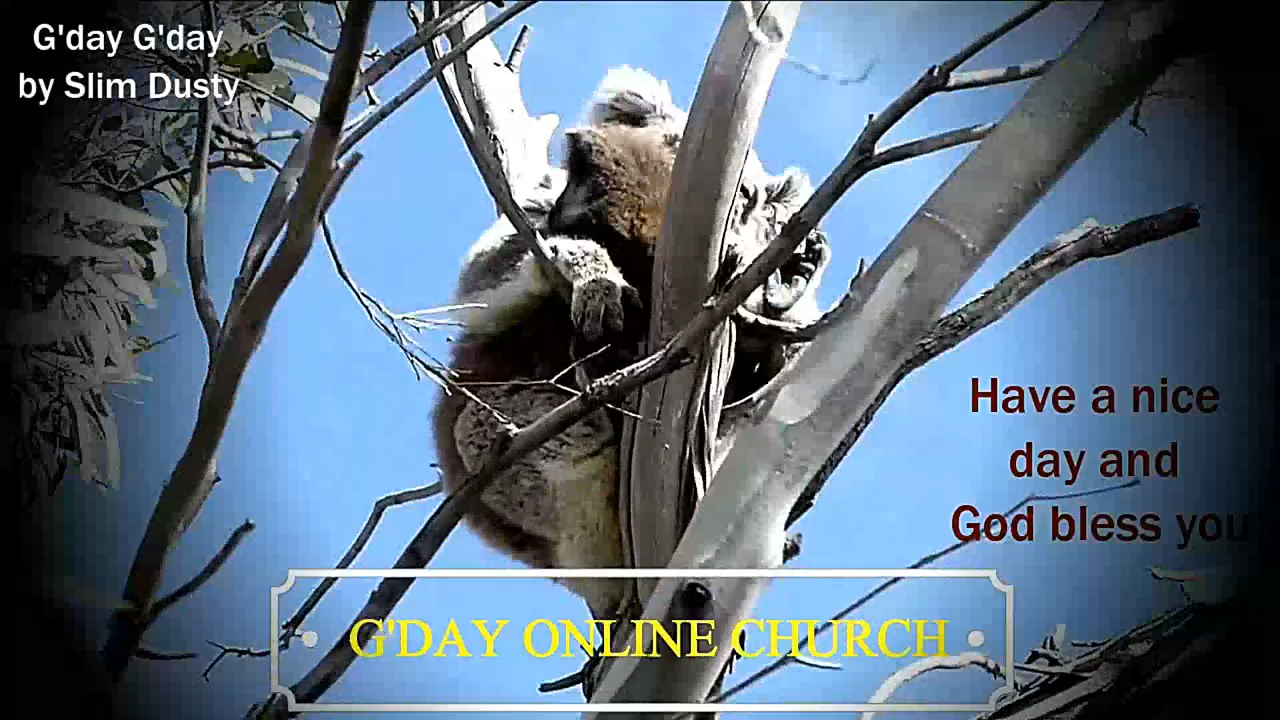 G'day G'day
by Slim Dusty
Have a nice
day and
God bless you
G'DAY ONLINE CHURCH